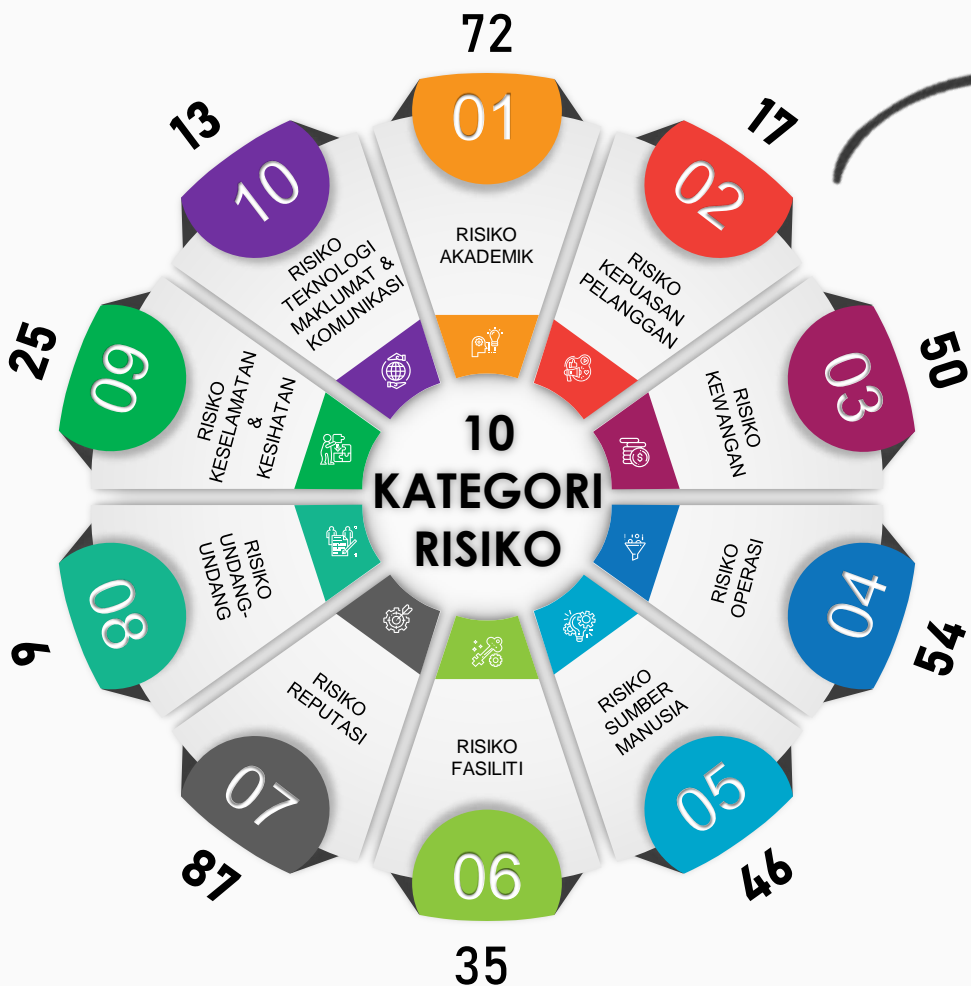 10
KATEGORI
RISIKO
72
01
RISIKO
AKADEMIK
17
02
RISIKO
KEPUASAN
PELANGGAN
50
03
RISIKO
KEWANGAN
54
04
RISIKO
OPERASI
46
05
RISIKO
SUMBER
MANUSIA
35
06
RISIKO
FASILITI
87
07
RISIKO
REPUTASI
9
08
RISIKO
UNDANG-
UNDANG
25
09
RISIKO
KESELAMATAN
&
KESIHATAN
13
10
RISIKO
TEKNOLOGI
MAKLUMAT &
KOMUNIKASI